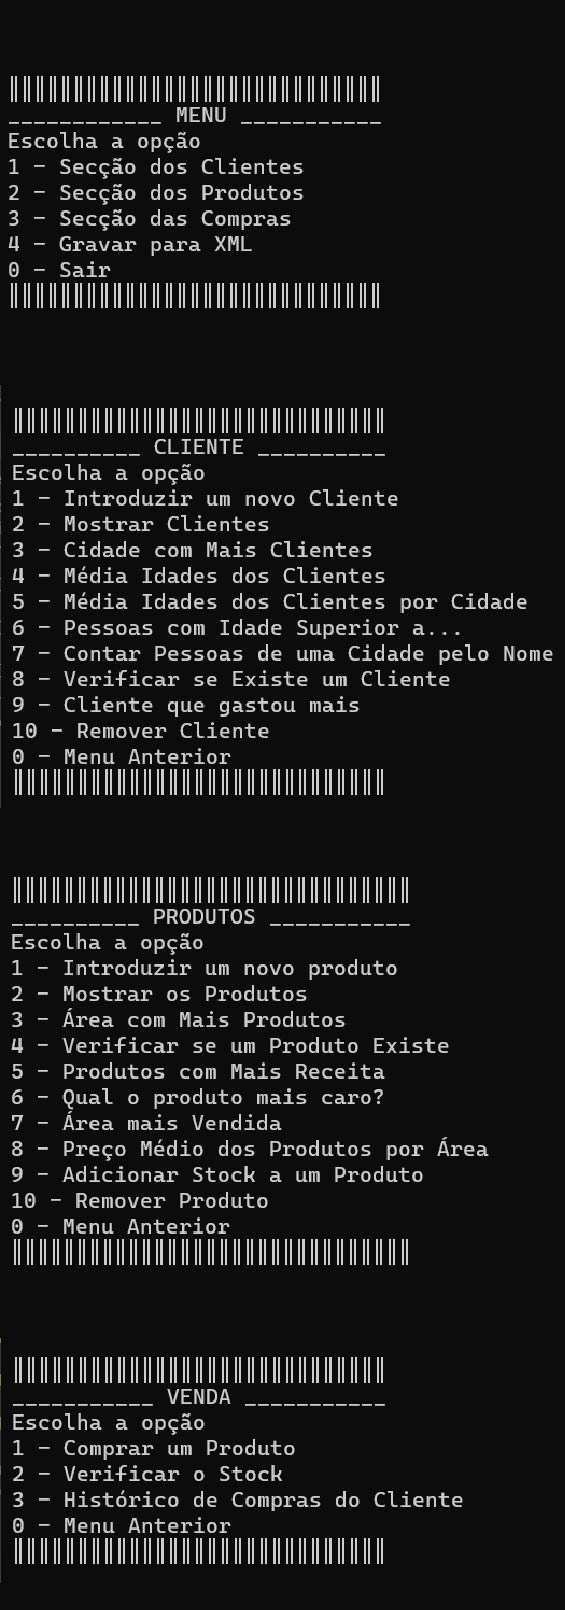 ____________ MENU ___________
Escolha a opção
1 - Secção dos Clientes
2 - Secção dos Produtos
3 - Secção das Compras
4 - Gravar para XML
0 - Sair
__________ CLIENTE __________
Escolha a opção
1 - Introduzir um novo Cliente
2 - Mostrar Clientes
3 - Cidade com Mais Clientes
4 - Média Idades dos Clientes
5 - Média Idades dos Clientes por Cidade
6 - Pessoas com Idade Superior a...
7 - Contar Pessoas de uma Cidade pelo Nome
8 - Verificar se Existe um Cliente
9 - Cliente que gastou mais
10 - Remover Cliente
0 - Menu Anterior
__________ PRODUTOS ___________
Escolha a opção
1 - Introduzir um novo produto
2 - Mostrar os Produtos
3 - Área com Mais Produtos
4 - Verificar se um Produto Existe
5 - Produtos com Mais Receita
6 - Qual o produto mais caro?
7 - Área mais Vendida
8 - Preço Médio dos Produtos por Área
9 - Adicionar Stock a um Produto
10 - Remover Produto
0 - Menu Anterior
___________ VENDA ___________
Escolha a opção
1 - Comprar um Produto
2 - Verificar o Stock
3 - Histórico de Compras do Cliente
0 - Menu Anterior